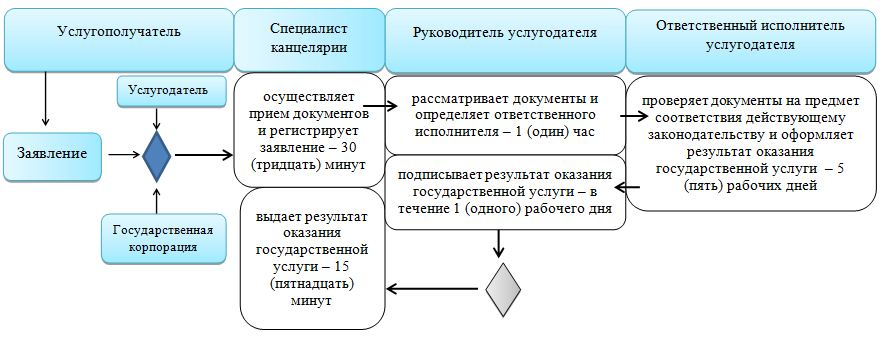 Услугополучатель
Специалист
канцелярии
Руководитель услугодателя
Ответственный исполнитель
услугодателя
Услугодатель
Заявление
Государственная
корпорация
осуществляет
прием документов
и регистрирует
заявление – 30
(тридцать) минут
рассматривает документы и
определяет ответственного
исполнителя – 1 (один) час
проверяет документы на предмет
соответствия действующему
законодательству и оформляет
результат оказания
государственной услуги – 5
(пять) рабочих дней
подписывает результат оказания
государственной услуги – в
течение 1 (одного) рабочего дня
выдает результат
оказания
государственной
услуги – 15
(пятнадцать)
минут